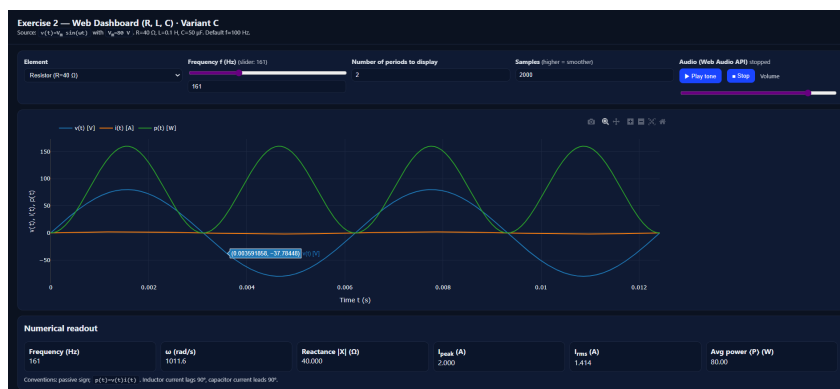 Exercise 2 — Web Dashboard (R, L, C) · Variant C
Source: v(t)=Vₘ sin(ωt) with Vₘ=80 V. R=40 Ω, L=0.1 H, C=50 μF. Default f=100 Hz.
Element
Resistor (R=40 Ω)
Frequency f (Hz) (slider: 161)
161
Number of periods to display
2
Samples (higher = smoother)
2000
Audio (Web Audio API) stopped
▶ Play tone
■ Stop
Volume
v(t) [V]
i(t) [A]
p(t) [W]
v(t), i(t), p(t)
150
100
50
0
−50
(0.003591858, −37.78448)
v(t) [V]
0
0.002
0.004
0.006
0.008
0.01
0.012
Time t (s)
Numerical readout
Frequency (Hz)
161
ω (rad/s)
1011.6
Reactance |X| (Ω)
40.000
Ipeak (A)
2.000
Irms (A)
1.414
Avg power ⟨P⟩ (W)
80.00
Conventions: passive sign; p(t)=v(t)i(t). Inductor current lags 90°, capacitor current leads 90°.